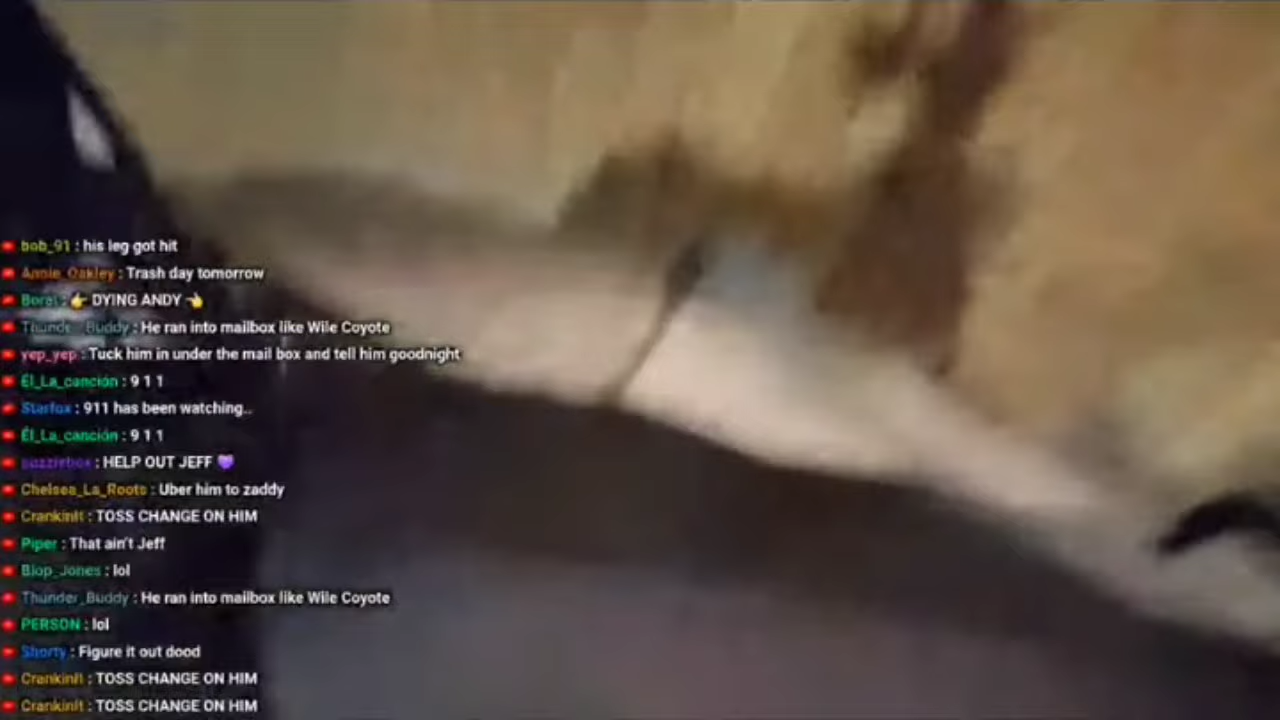 bob_91 : his leg got hit
Annie_Oakley : Trash day tomorrow
Borat : 👉 DYING ANDY 👈
Thunder_Buddy : He ran into mailbox like Wile Coyote
yep_yep : Tuck him in under the mail box and tell him goodnight
Él_La_canción : 9 1 1
Starfox : 911 has been watching..
Él_La_canción : 9 1 1
: HELP OUT JEFF 💜
Chelsea_La_Roots : Uber him to zaddy
CrankinIt : TOSS CHANGE ON HIM
Piper : That ain't Jeff
Blop_Jones : lol
Thunder_Buddy : He ran into mailbox like Wile Coyote
PERSON : lol
Shorty : Figure it out dood
CrankinIt : TOSS CHANGE ON HIM
CrankinIt : TOSS CHANGE ON HIM